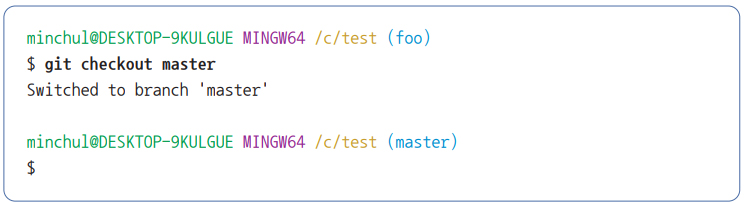 minchul@DESKTOP-9KULGUE MINGW64 /c/test (foo)
$ git checkout master
Switched to branch 'master'
minchul@DESKTOP-9KULGUE MINGW64 /c/test (master)
$